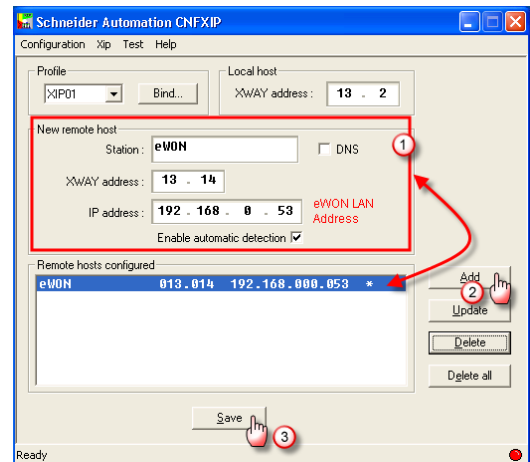 Schneider Automation CNFXIP
Configuration Xip Test Help
Profile
XIP01
Bind...
Local host
XWAY address : 13 . 2
New remote host
Station : eWON
DNS
1
XWAY address : 13 . 14
IP address : 192 . 168 . 0 . 53
eWON LAN
Address
Enable automatic detection
Remote hosts configured
eWON 013.014 192.168.000.053 *
Add
2
Update
Delete
Delete all
Save
3
Ready